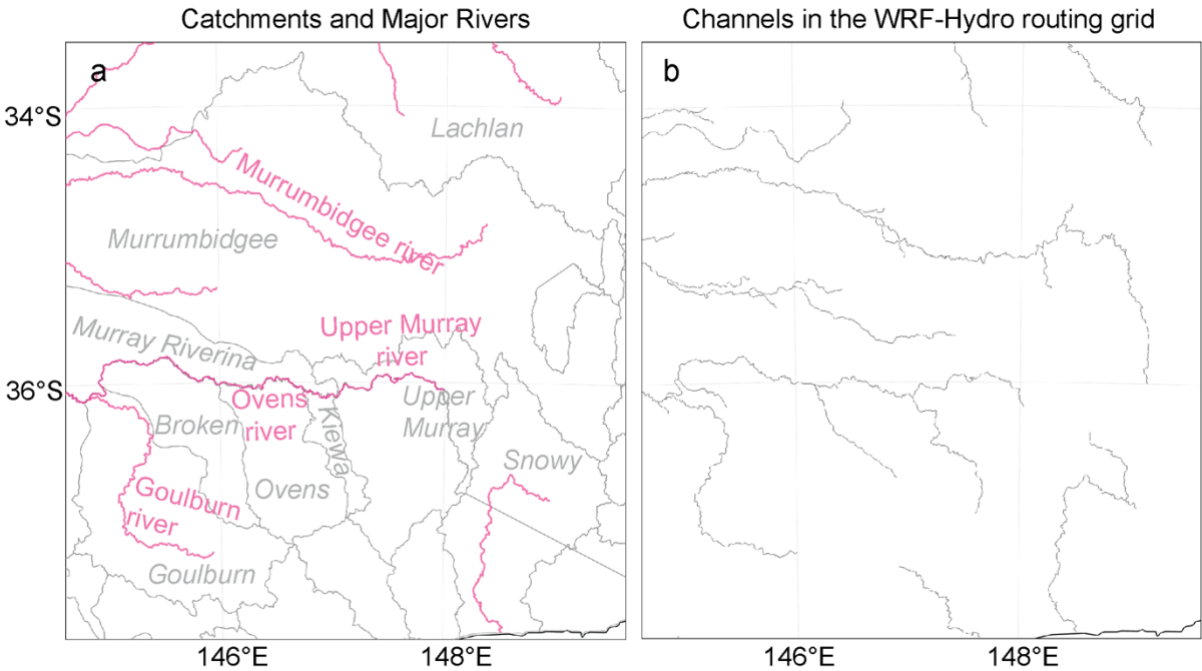 Catchments and Major Rivers
Channels in the WRF-Hydro routing grid
a
b
34°S
Lachlan
Murrumbidgee river
Murrumbidgee
Upper Murray
river
Murray Riverina
36°S
Ovens
river
Upper
Murray
Broken
Kiewa
Snowy
Ovens
Goulburn
river
Goulburn
146°E
148°E
146°E
148°E